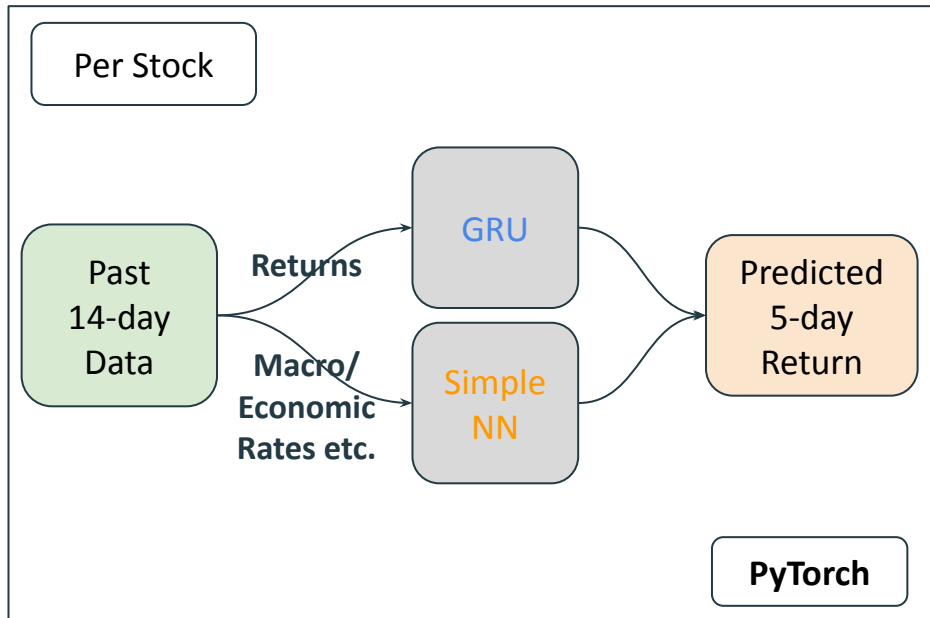 Per Stock
Past
14-day
Data
Returns
Macro/
Economic
Rates etc.
GRU
Simple
NN
Predicted
5-day
Return
PyTorch